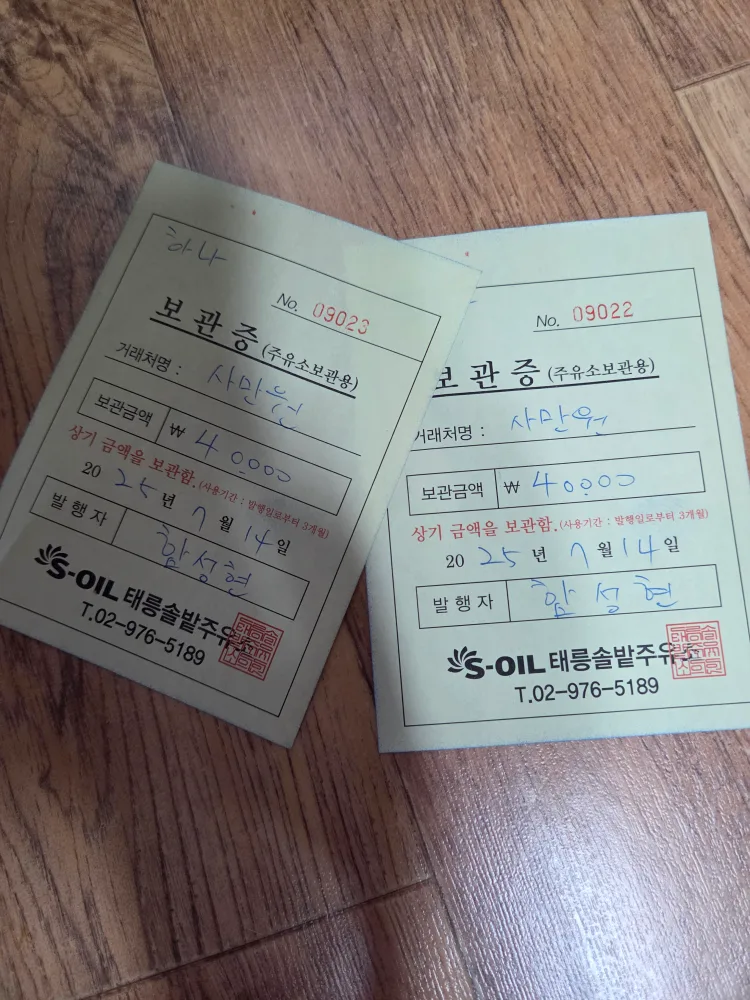 하나
No. 09023
보관증 (주유소보관용)
거래처명 : 사만원
보관금액 ₩ 40,000
상기 금액을 보관함. (사용기간 : 발행일로부터 3개월)
20 25 년 7 월 14 일
발행자 함성현
S-OIL 태릉솔밭주유소
T.02-976-5189
No. 09022
보관증 (주유소보관용)
거래처명 : 사만원
보관금액 ₩ 40,000
상기 금액을 보관함. (사용기간 : 발행일로부터 3개월)
20 25 년 7 월 14 일
발행자 함성현
S-OIL 태릉솔밭주유소
T.02-976-5189